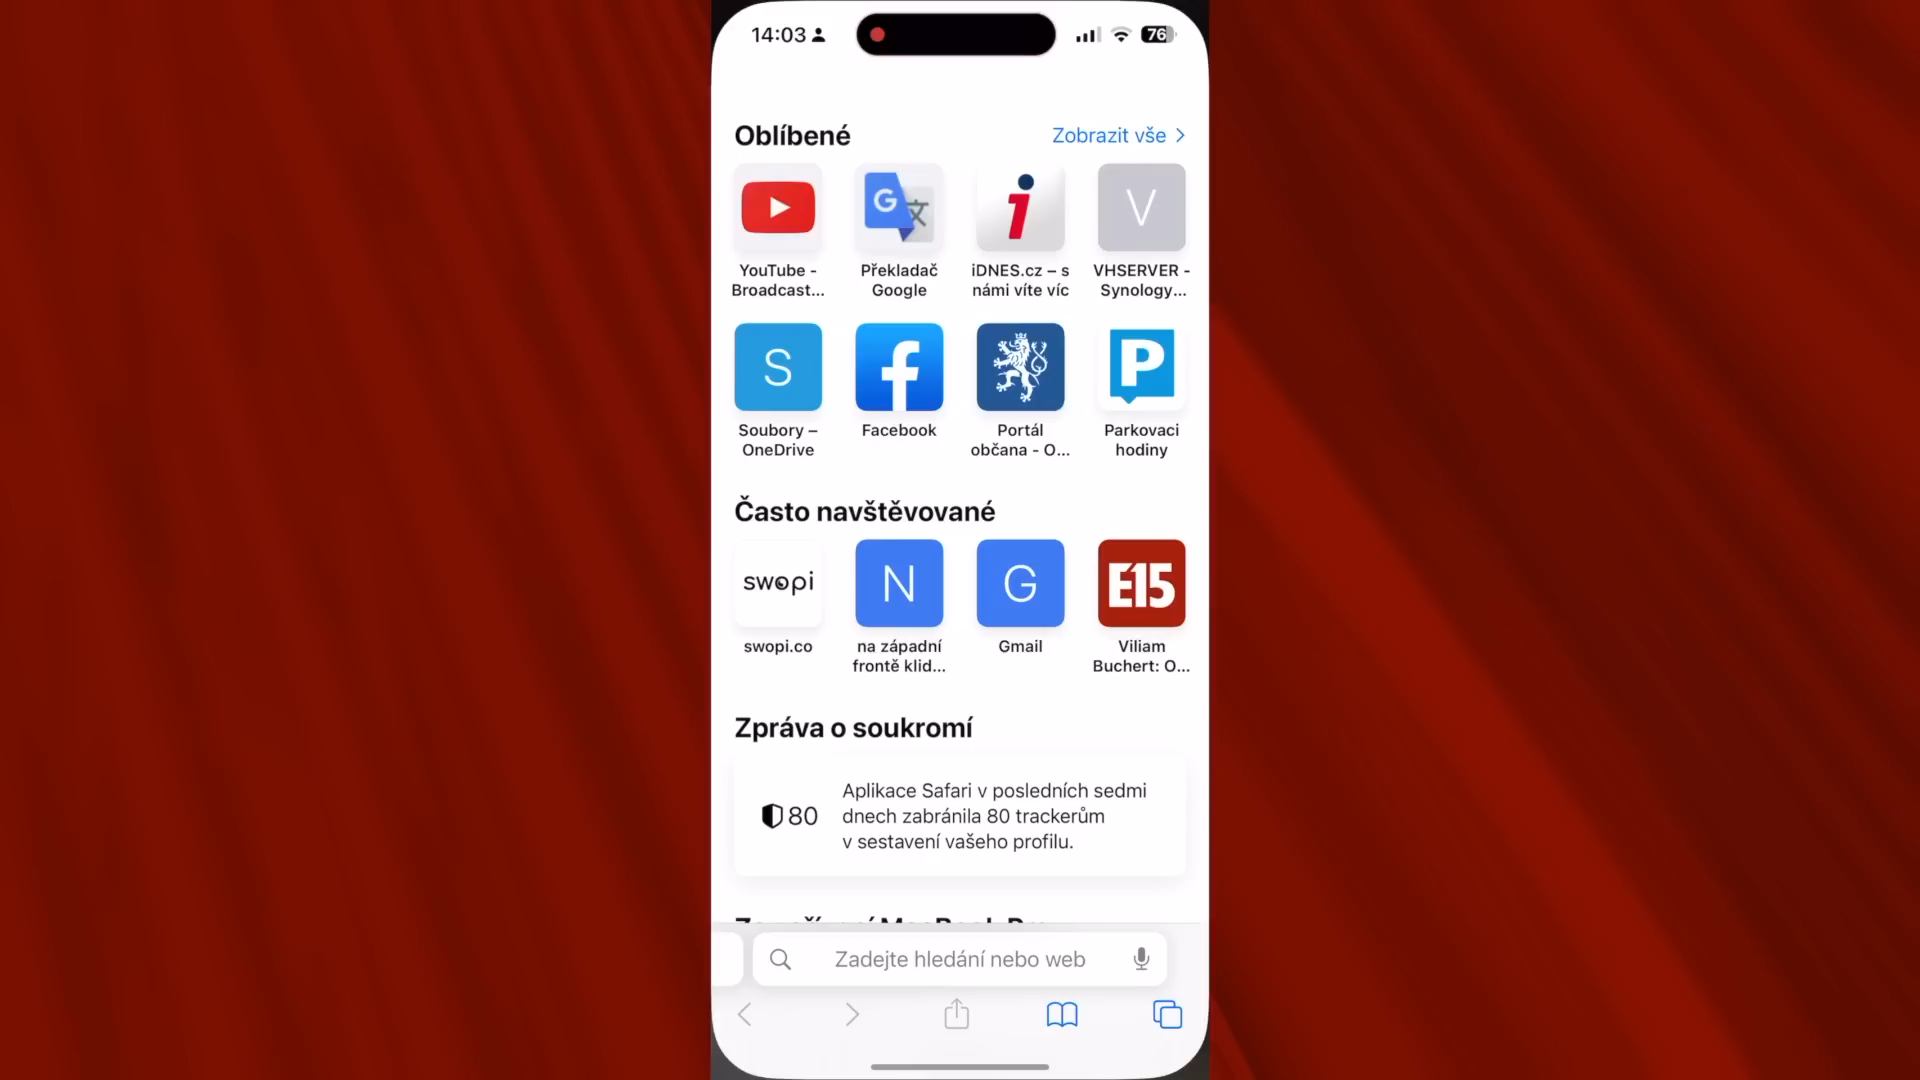 14:03
76
Oblíbené
Zobrazit vše
YouTube -
Broadcast...
Překladač
Google
iDNES.cz – s
námi víte víc
V
VHSERVER -
Synology...
S
Soubory –
OneDrive
Facebook
Portál
občana - O...
P
Parkovaci
hodiny
Často navštěvované
swopi
swopi.co
N
na západní
frontě klid...
G
Gmail
E15
Viliam
Buchert: O...
Zpráva o soukromí
80
Aplikace Safari v posledních sedmi
dnech zabránila 80 trackerům
v sestavení vašeho profilu.
Zadejte hledání nebo web